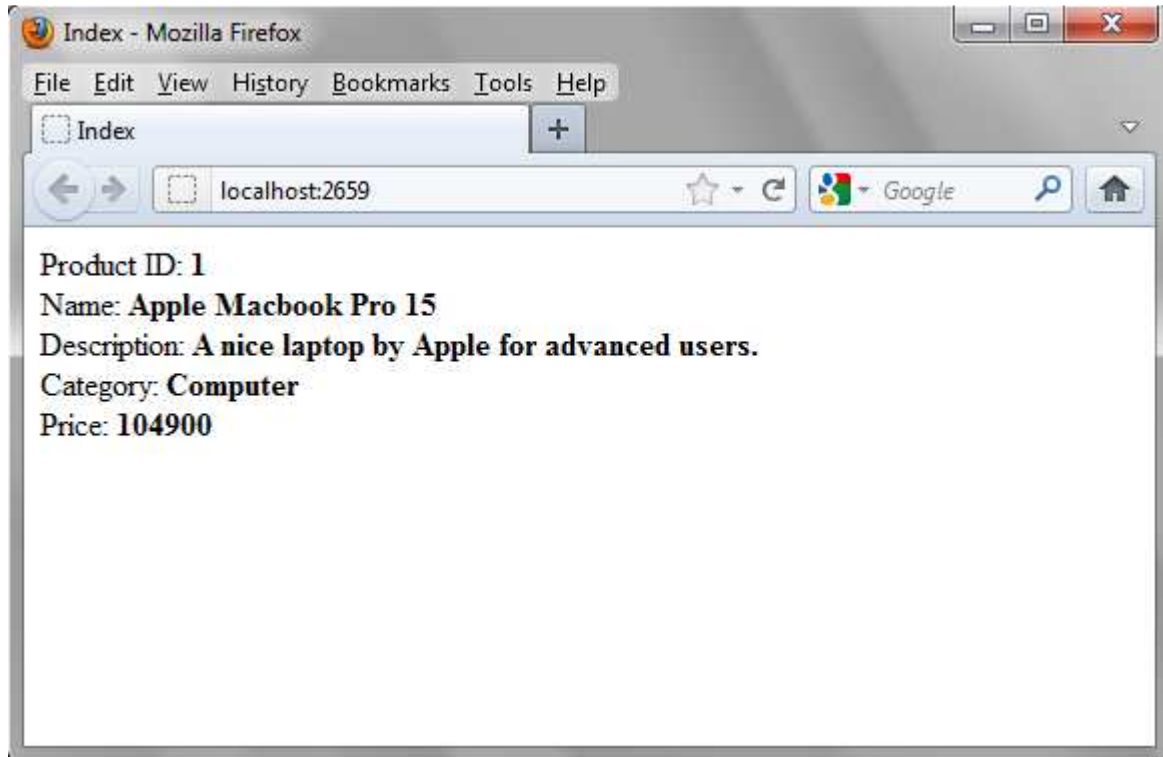 Index - Mozilla Firefox
File Edit View History Bookmarks Tools Help
Index
localhost:2659 Google
Product ID: 1
Name: Apple Macbook Pro 15
Description: A nice laptop by Apple for advanced users.
Category: Computer
Price: 104900